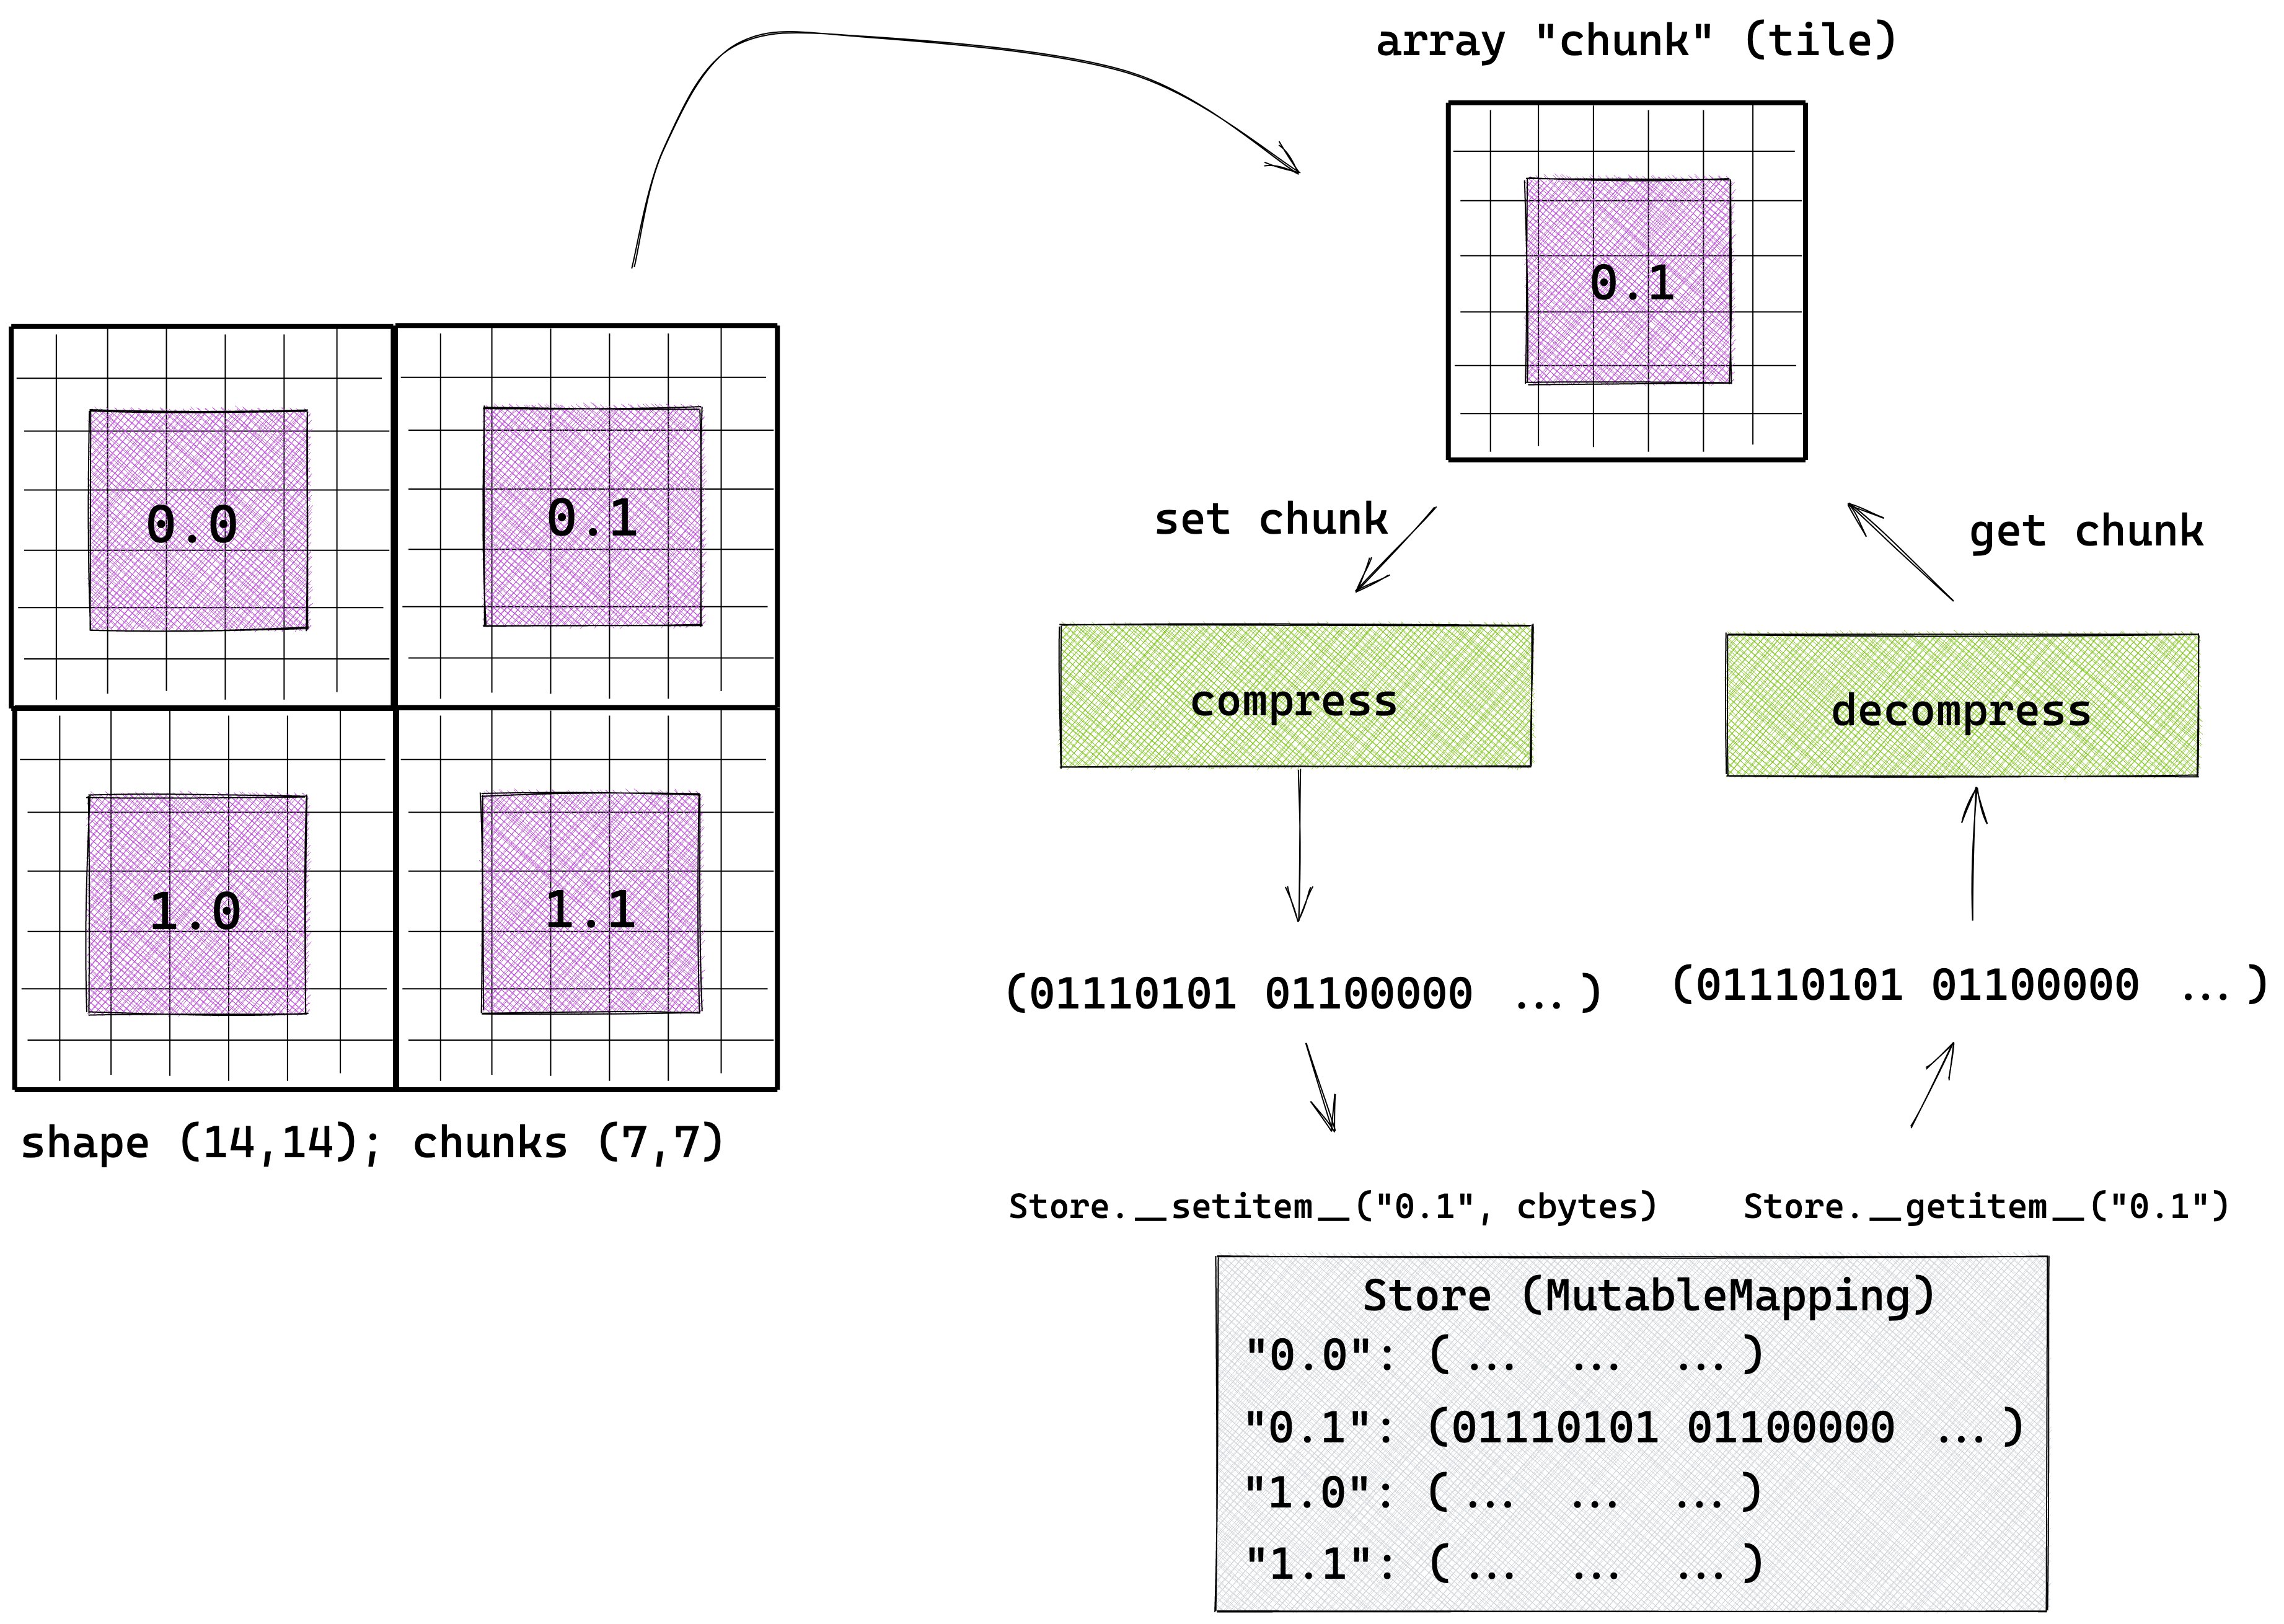 array "chunk" (tile)
0.1
0.0
0.1
1.0
1.1
shape (14,14); chunks (7,7)
set chunk
get chunk
compress
decompress
(01110101 01100000 ...)
(01110101 01100000 ...)
Store.__setitem__("0.1", cbytes)
Store.__getitem__("0.1")
Store (MutableMapping)
"0.0": (... ... ...)
"0.1": (01110101 01100000 ...)
"1.0": (... ... ...)
"1.1": (... ... ...)